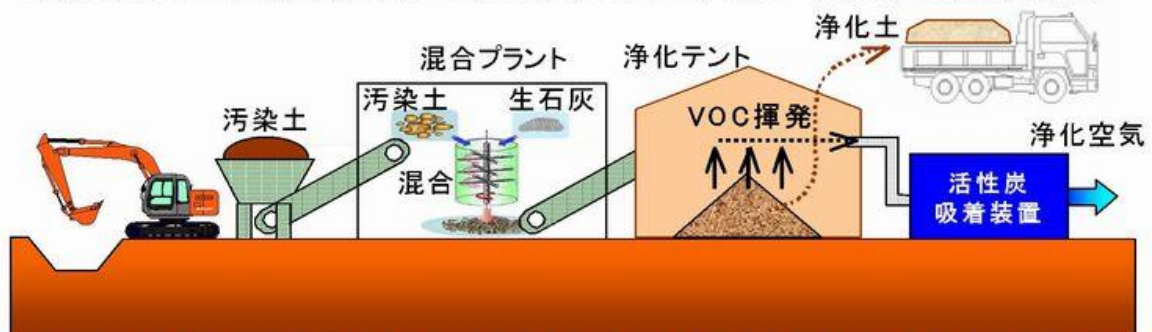 浄化土
混合プラント
浄化テント
汚染土
生石灰
汚染土
VOC揮発
混合
浄化空気
活性炭
吸着装置